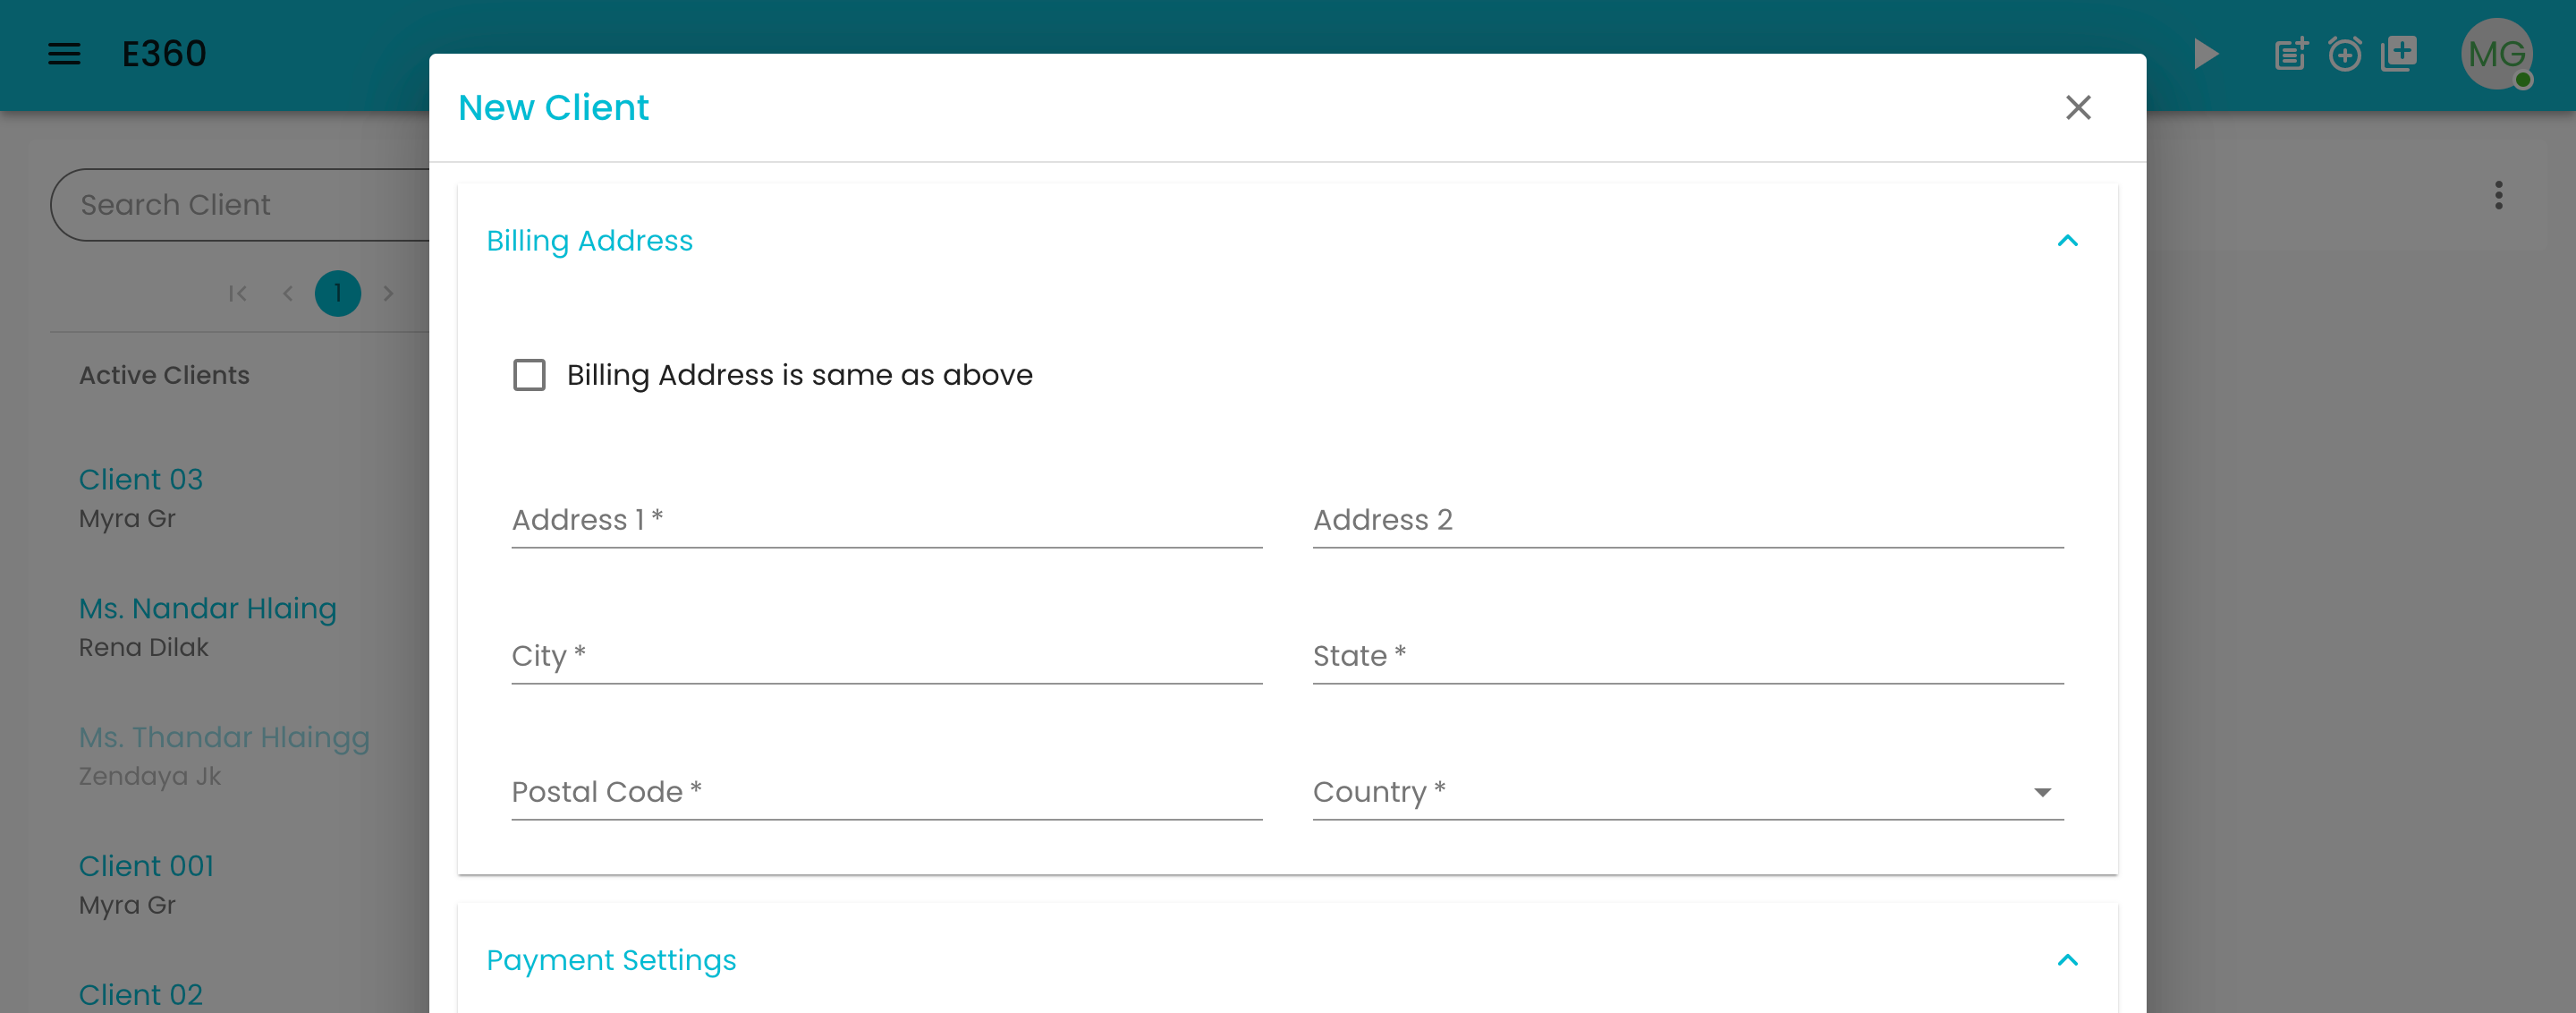 E360
MG
New Client
Search Client
1
Active Clients
Client 03
Myra Gr
Ms. Nandar Hlaing
Rena Dilak
Ms. Thandar Hlaingg
Zendaya Jk
Client 001
Myra Gr
Client 02
Billing Address
Billing Address is same as above
Address 1 *
Address 2
City *
State *
Postal Code *
Country *
Payment Settings